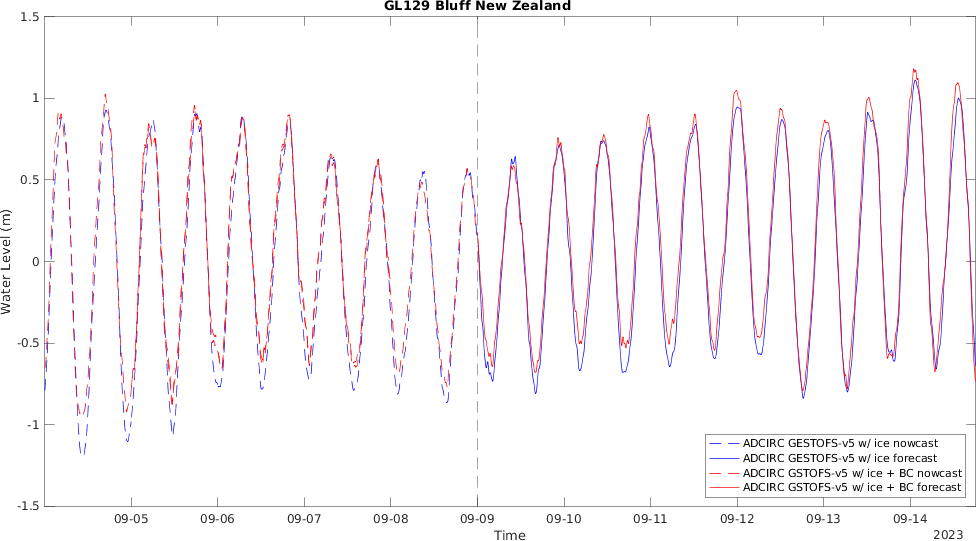 GL129 Bluff New Zealand
1.5
1
0.5
0
-0.5
-1
-1.5
Water Level (m)
ADCIRC GESTOFS-v5 w/ ice nowcast
ADCIRC GESTOFS-v5 w/ ice forecast
ADCIRC GSTOFS-v5 w/ ice + BC nowcast
ADCIRC GSTOFS-v5 w/ ice + BC forecast
09-05 09-06 09-07 09-08 09-09 09-10 09-11 09-12 09-13 09-14
Time
2023